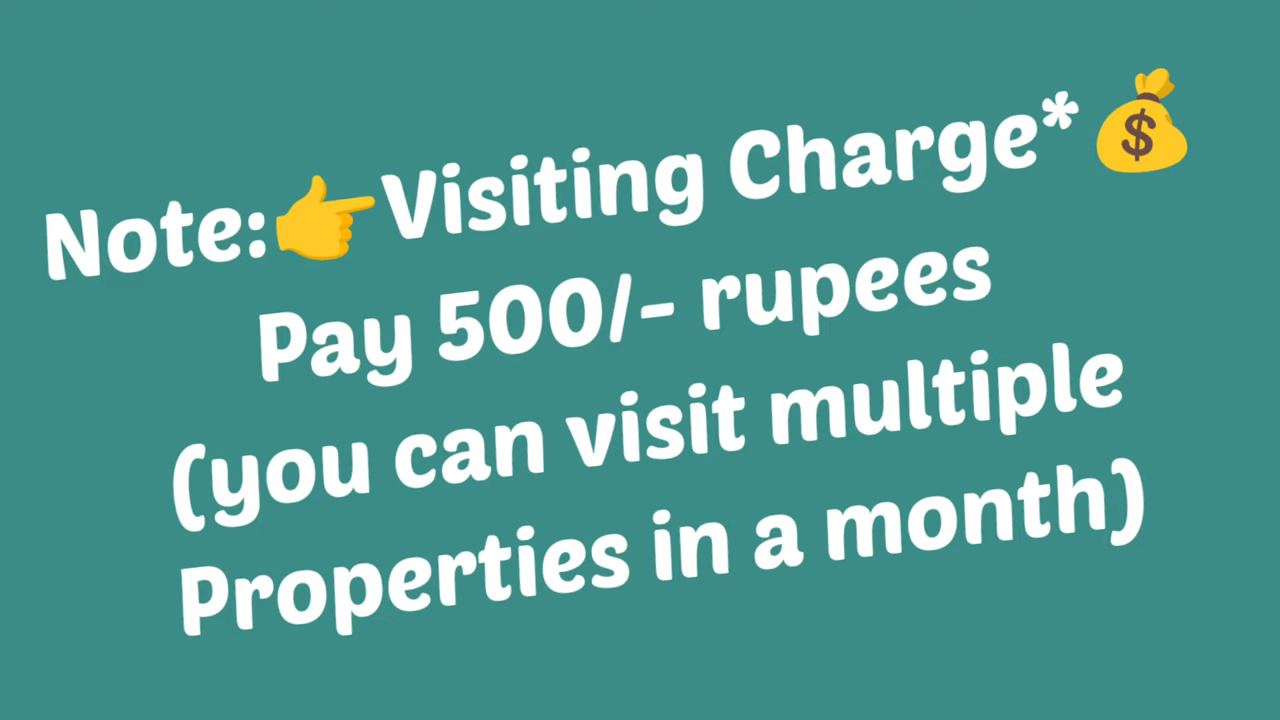 Note:👉Visiting Charge*💰
Pay 500/- rupees
(you can visit multiple
Properties in a month)